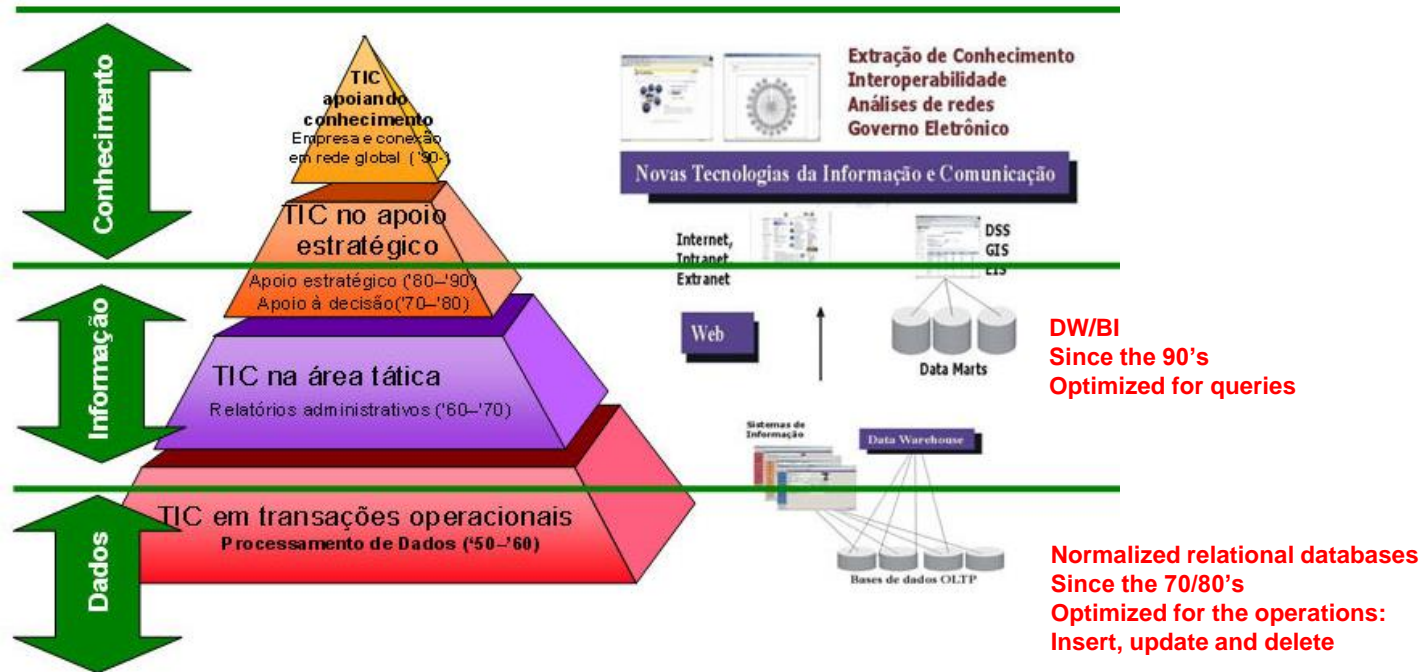 Conhecimento
TIC
apoiando
conhecimento
Empresa e conexão
em rede global ('90-)
Extração de Conhecimento
Interoperabilidade
Análises de redes
Governo Eletrônico
Novas Tecnologias da Informação e Comunicação
TIC no apoio
estratégico
Apoio estratégico ('80–'90)
Apoio à decisão('70–'80)
Internet,
Intranet,
Extranet
DSS
GIS
EIS
Informação
TIC na área tática
Relatórios administrativos ('60–'70)
Web
Data Marts
DW/BI
Since the 90's
Optimized for queries
Sistemas de
Informação
Data Warehouse
Dados
TIC em transações operacionais
Processamento de Dados ('50–'60)
Bases de dados OLTP
Normalized relational databases
Since the 70/80's
Optimized for the operations:
Insert, update and delete